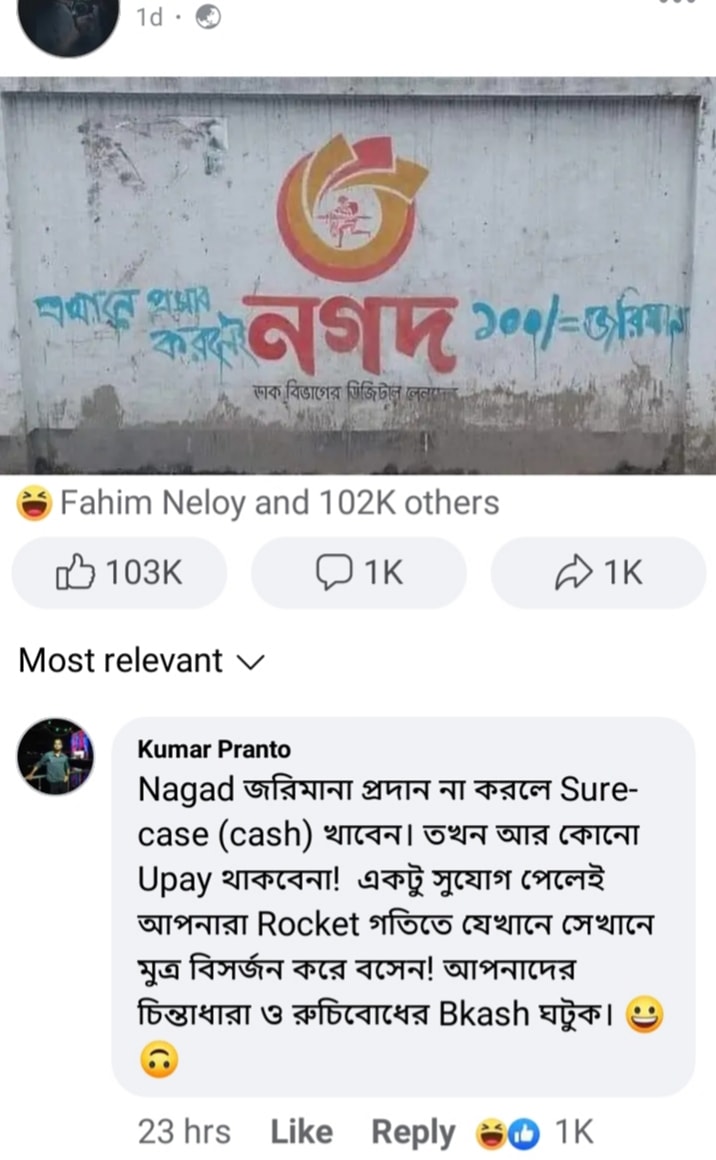 1d ·
এখানে প্রস্রাব
করলেই
নগদ
১০০/= জরিমানা
ডাক বিভাগের ডিজিটাল লেনদেন
Fahim Neloy and 102K others
103K
1K
1K
Most relevant
Kumar Pranto
Nagad জরিমানা প্রদান না করলে Sure-
case (cash) খাবেন। তখন আর কোনো
Upay থাকবেনা! একটু সুযোগ পেলেই
আপনারা Rocket গতিতে যেখানে সেখানে
মুত্র বিসর্জন করে বসেন! আপনাদের
চিন্তাধারা ও রুচিবোধের Bkash ঘটুক। 😀
🙃
23 hrs Like Reply 1K